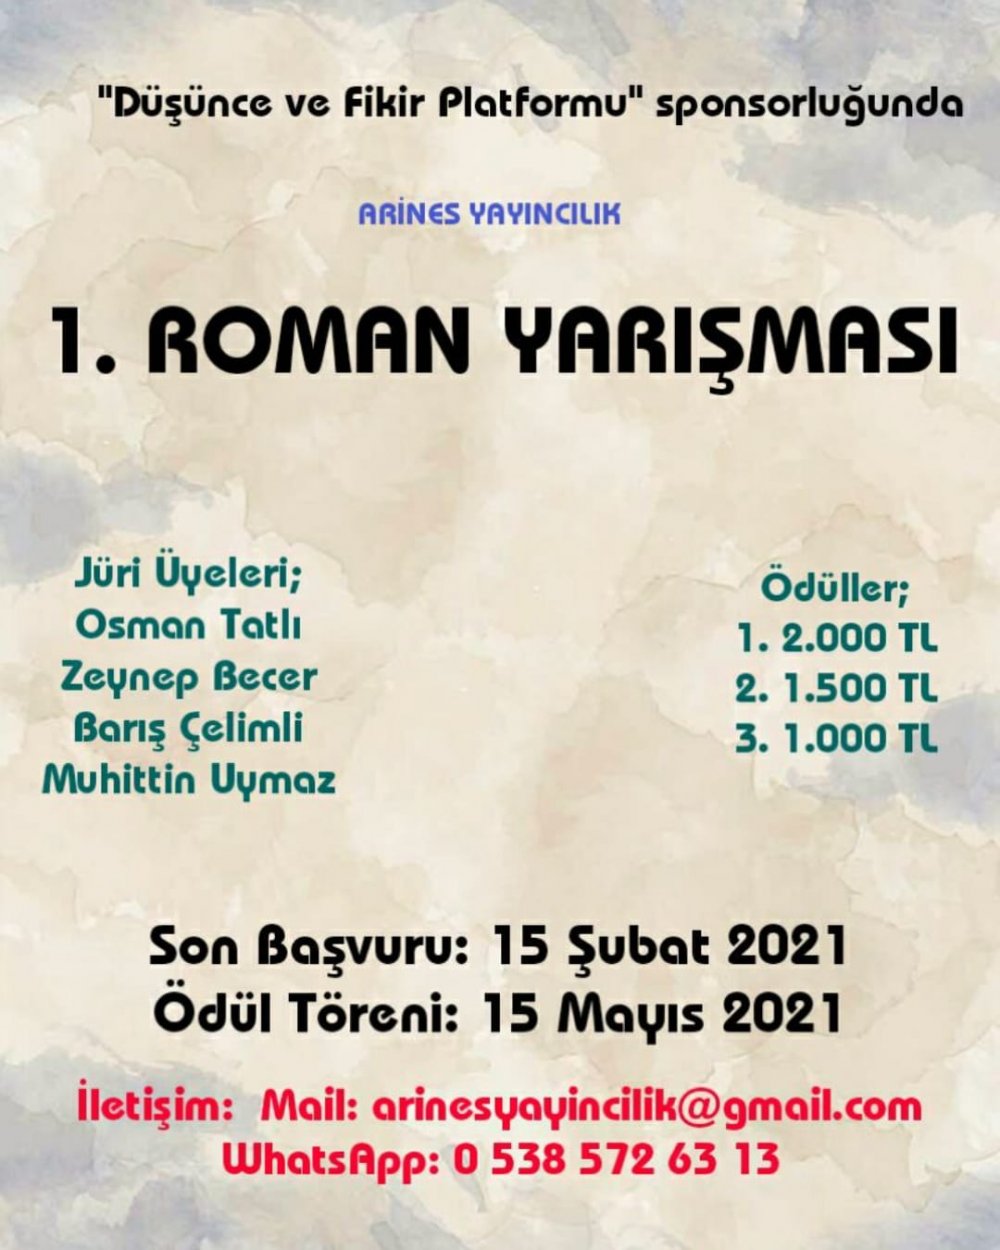 "Düşünce ve Fikir Platformu" sponsorluğunda
ARİNES YAYINCILIK
1. ROMAN YARIŞMASI
Jüri Üyeleri;
Osman Tatlı
Zeynep Becer
Barış Çelimli
Muhittin Uymaz
Ödüller;
1. 2.000 TL
2. 1.500 TL
3. 1.000 TL
Son Başvuru: 15 Şubat 2021
Ödül Töreni: 15 Mayıs 2021
İletişim: Mail: arinesyayincilik@gmail.com
WhatsApp: 0 538 572 63 13